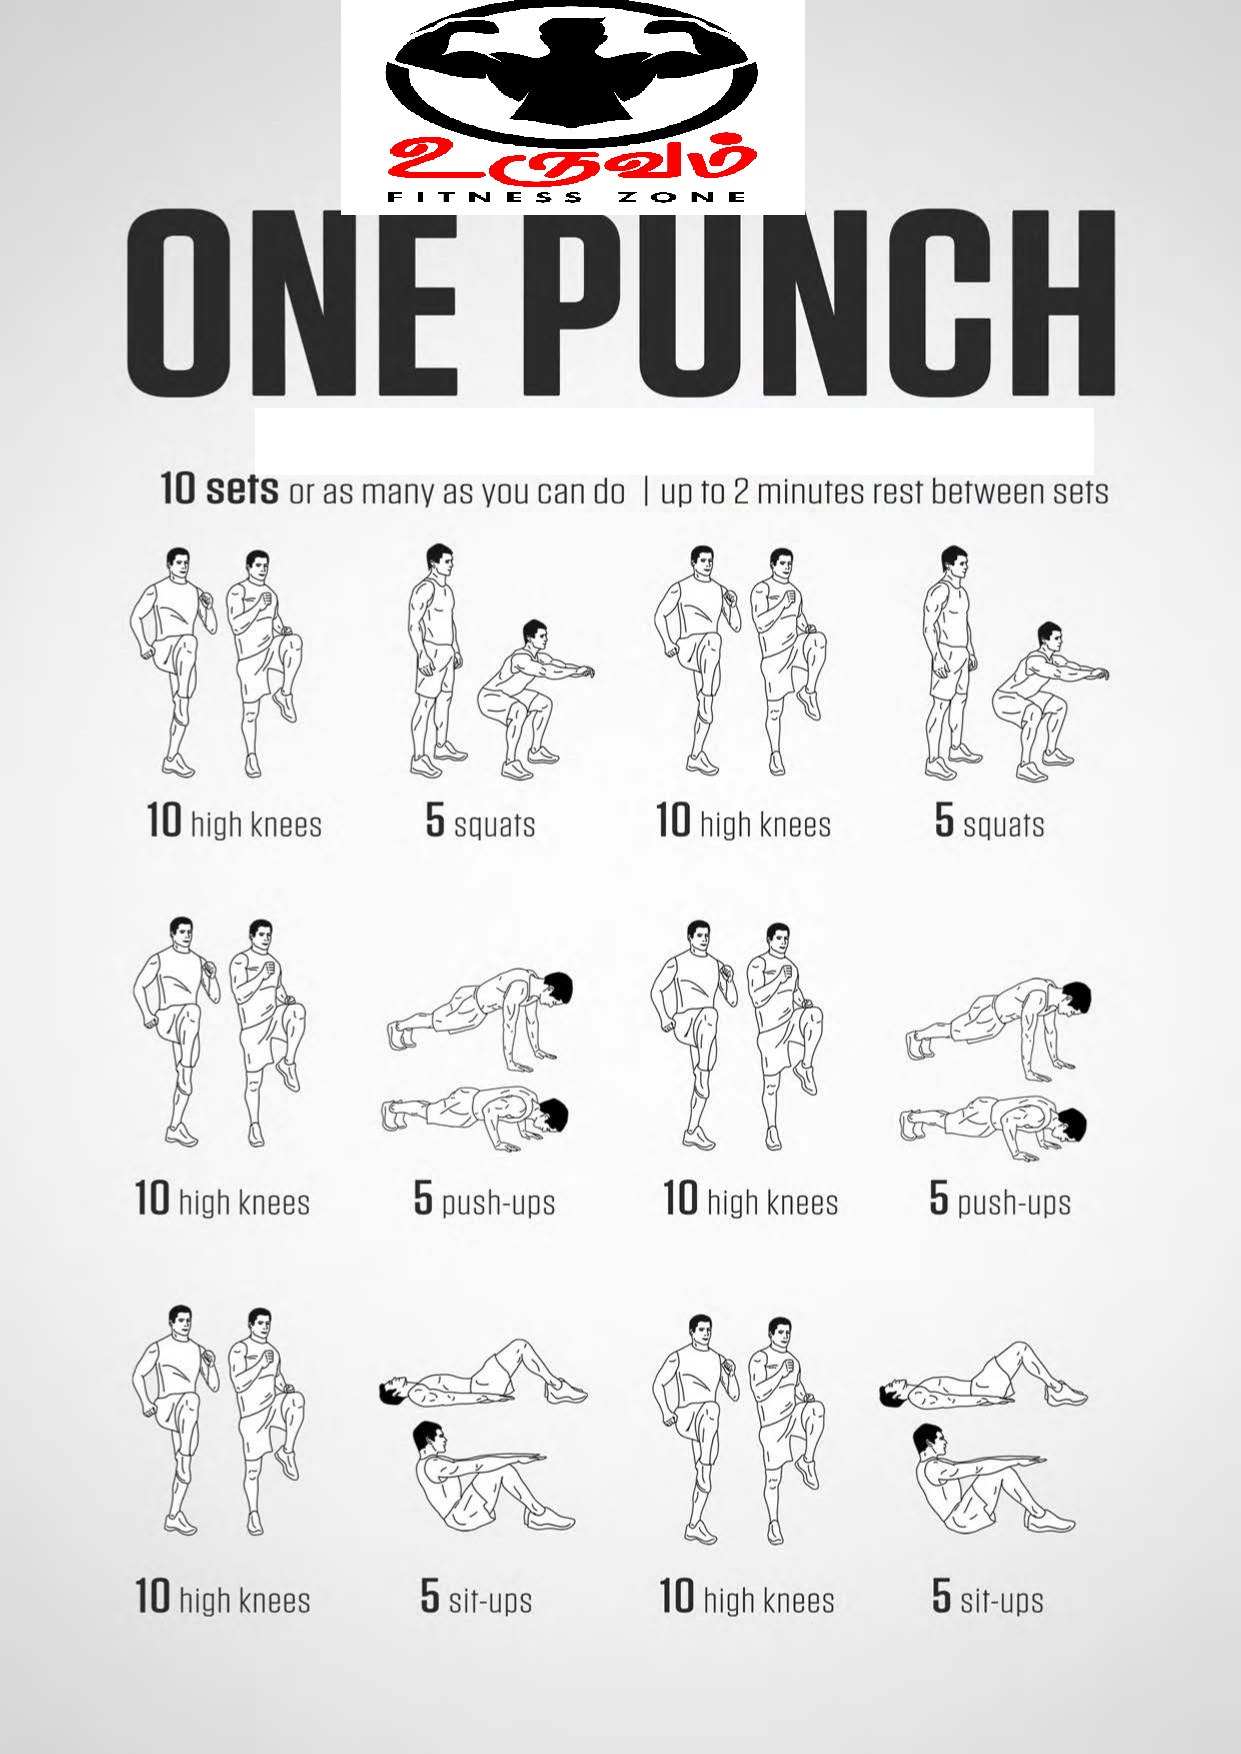 உருவம்
FITNESS ZONE
ONE PUNCH
10 sets or as many as you can do | up to 2 minutes rest between sets
10 high knees 5 squats 10 high knees 5 squats
10 high knees 5 push-ups 10 high knees 5 push-ups
10 high knees 5 sit-ups 10 high knees 5 sit-ups